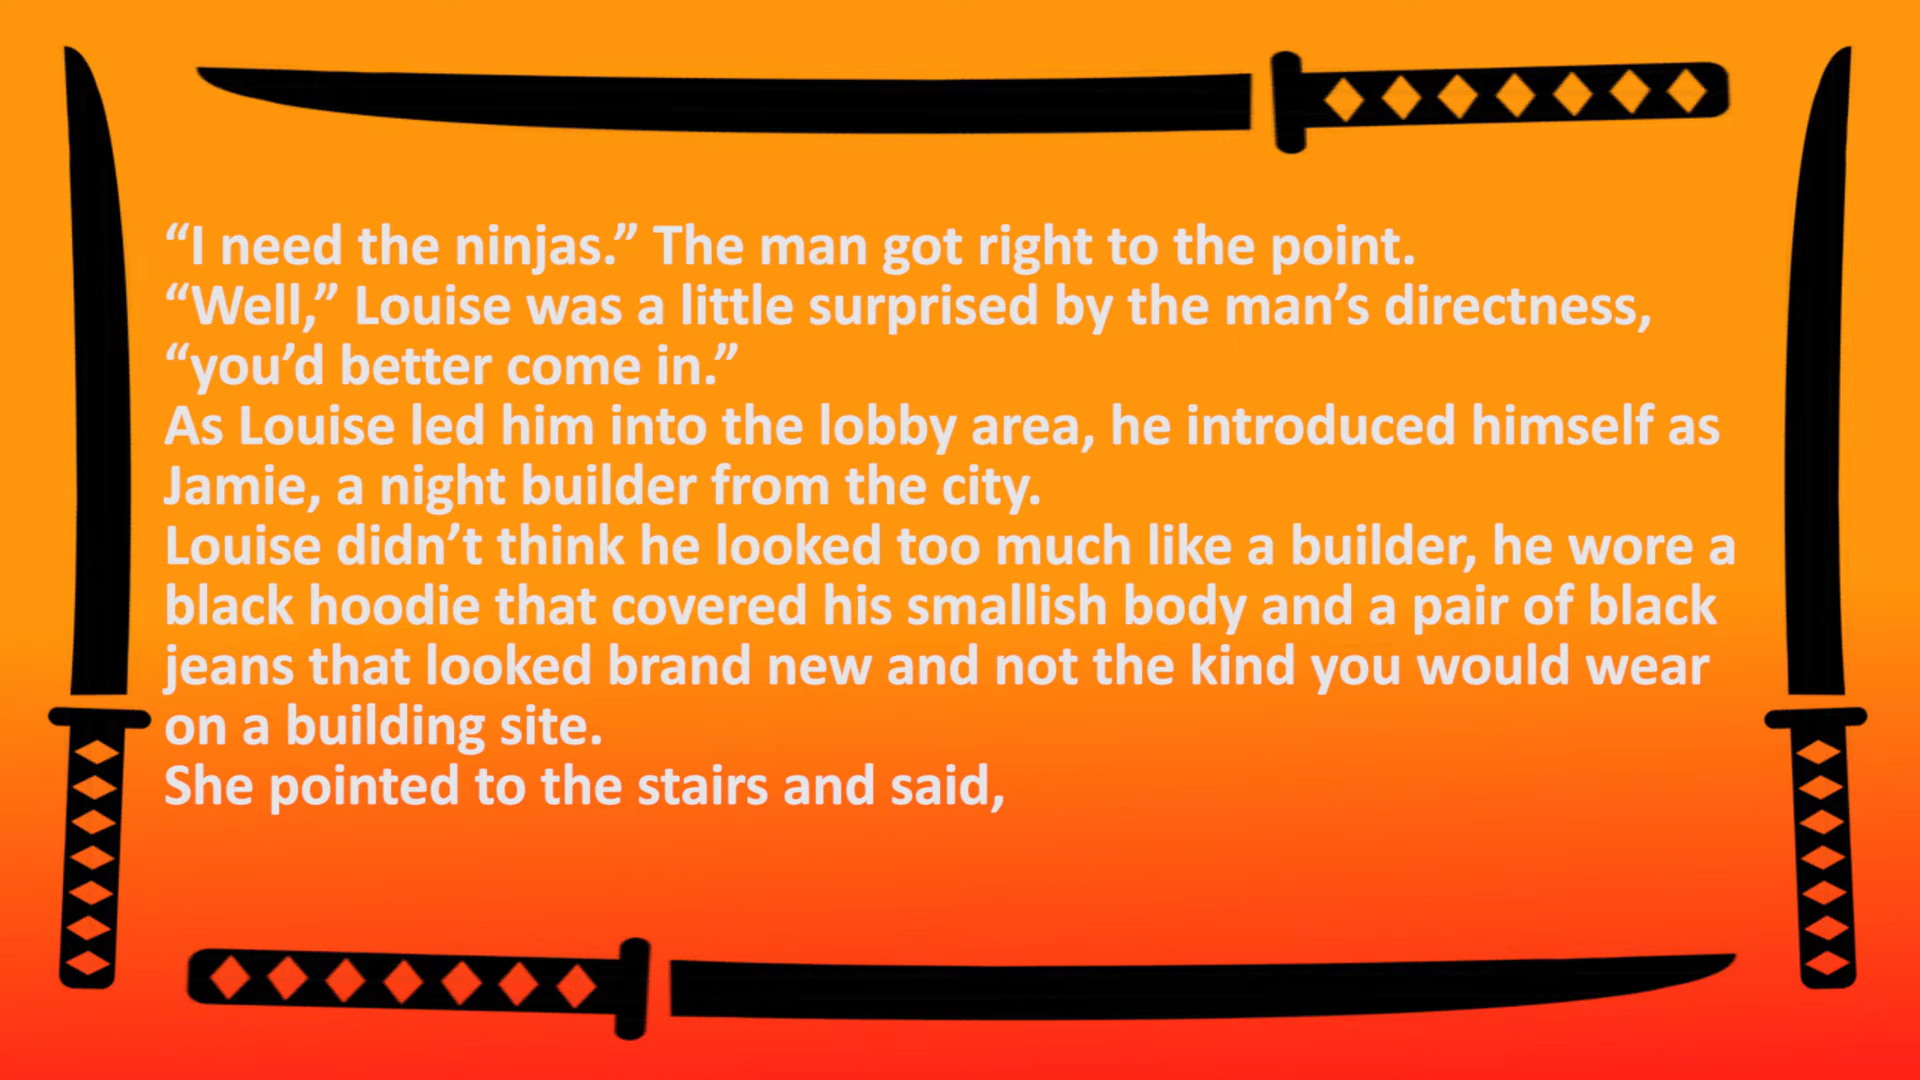 “I need the ninjas.” The man got right to the point.
“Well,” Louise was a little surprised by the man’s directness,
“you’d better come in.”
As Louise led him into the lobby area, he introduced himself as
Jamie, a night builder from the city.
Louise didn’t think he looked too much like a builder, he wore a
black hoodie that covered his smallish body and a pair of black
jeans that looked brand new and not the kind you would wear
on a building site.
She pointed to the stairs and said,